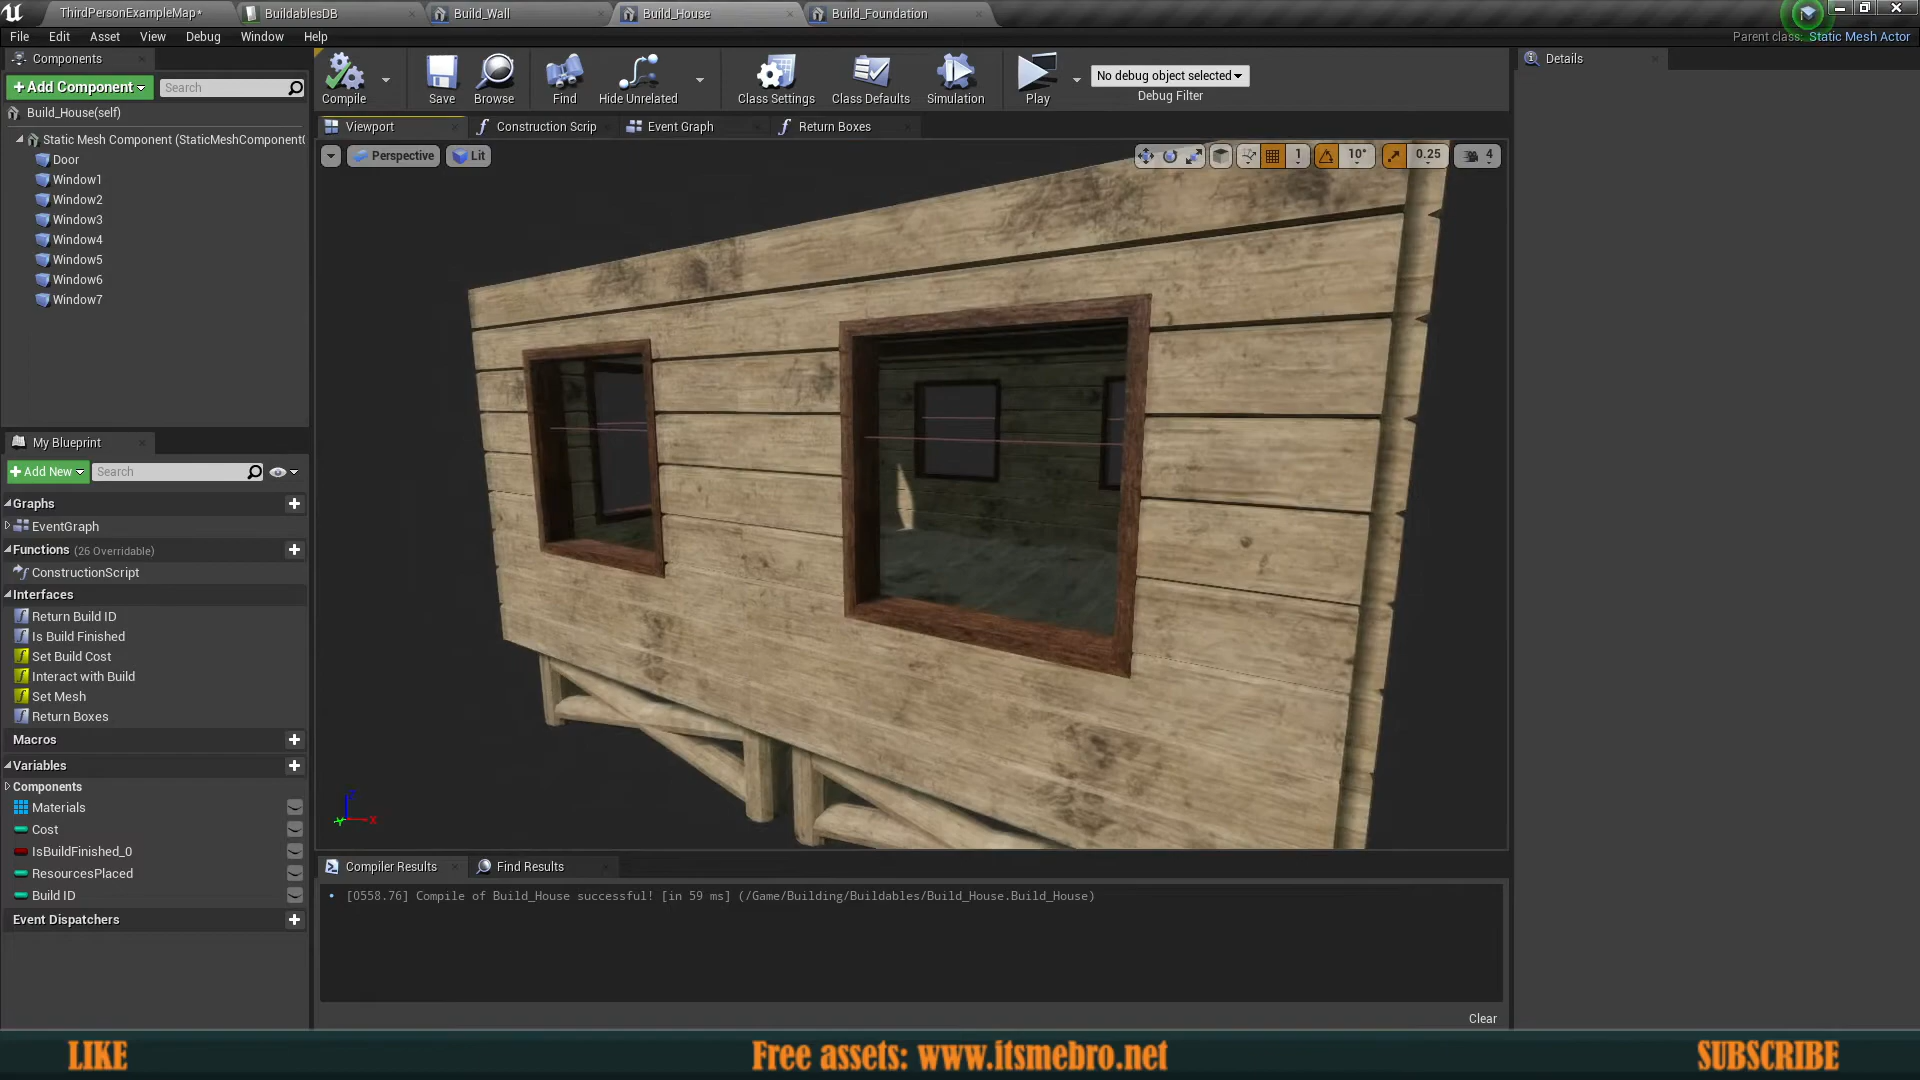 ThirdPersonExampleMap*
BuildablesDB
Build_Wall
Build_House
Build_Foundation
File
Edit
Asset
View
Debug
Window
Help
Parent class: Static Mesh Actor
Components
+ Add Component
Search
Build_House(self)
Static Mesh Component (StaticMeshComponent(
Door
Window1
Window2
Window3
Window4
Window5
Window6
Window7
My Blueprint
+ Add New
Search
Graphs
EventGraph
Functions (26 Overridable)
ConstructionScript
Interfaces
Return Build ID
Is Build Finished
Set Build Cost
Interact with Build
Set Mesh
Return Boxes
Macros
Variables
Components
Materials
Cost
IsBuildFinished_0
ResourcesPlaced
Build ID
Event Dispatchers
Compile
Save
Browse
Find
Hide Unrelated
Class Settings
Class Defaults
Simulation
Play
No debug object selected
Debug Filter
Viewport
Construction Scrip
Event Graph
Return Boxes
Perspective
Lit
1
10°
0.25
4
Z
X
Y
Compiler Results
Find Results
[0558.76] Compile of Build_House successful! [in 59 ms] (/Game/Building/Buildables/Build_House.Build_House)
Clear
Details
LIKE
Free assets: www.itsmebro.net
SUBSCRIBE